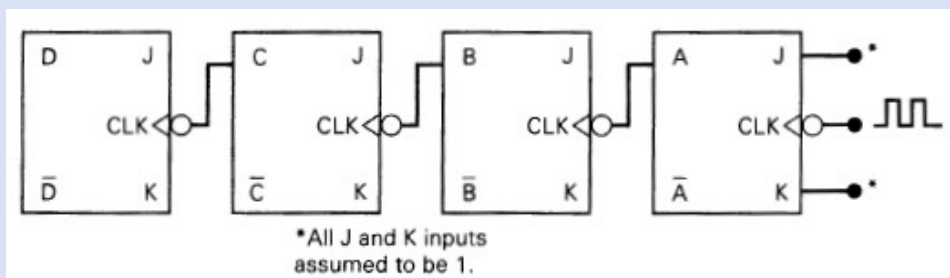 D J C J B J A J *
CLK CLK CLK CLK
D̅ K C̅ K B̅ K A̅ K *
*All J and K inputs
assumed to be 1.